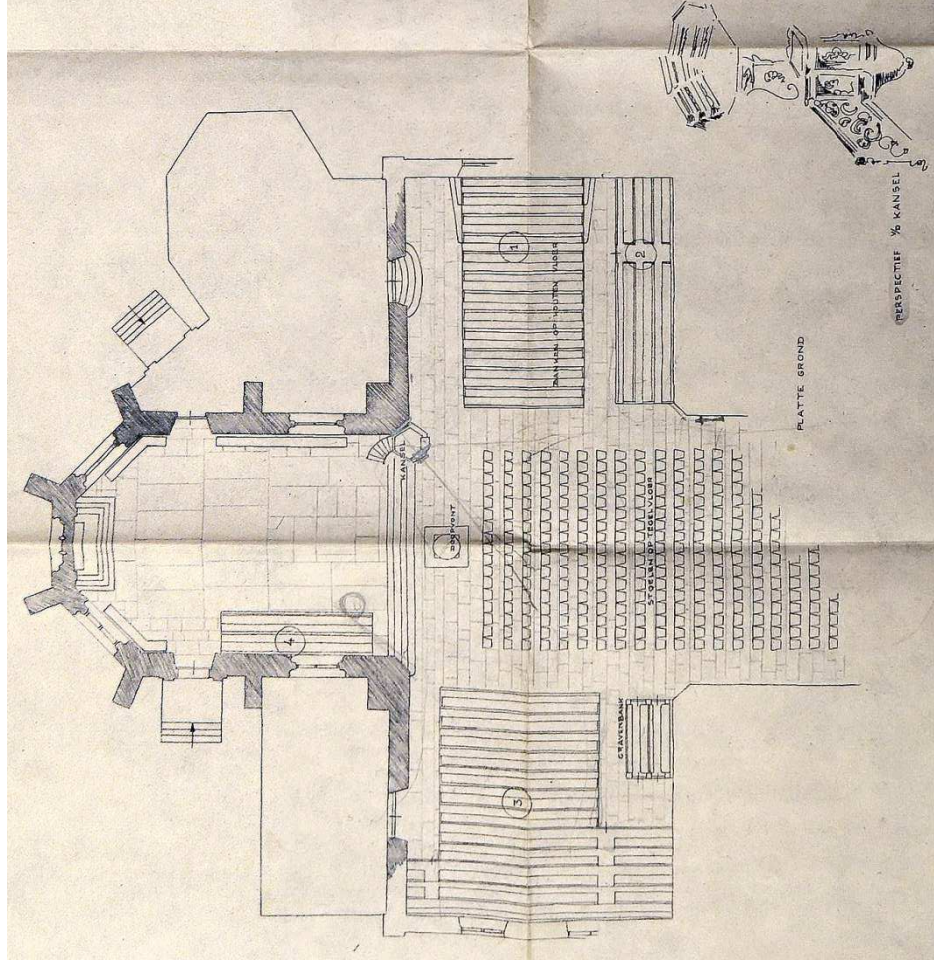 PERSPECTIEF V/D KANSEL
PLATTE GROND
1
BANKEN OP HOUTEN VLOER
2
KANSEL
DOOPVONT
STOELEN OP TEGELVLOER
4
3
GRAVENBANK